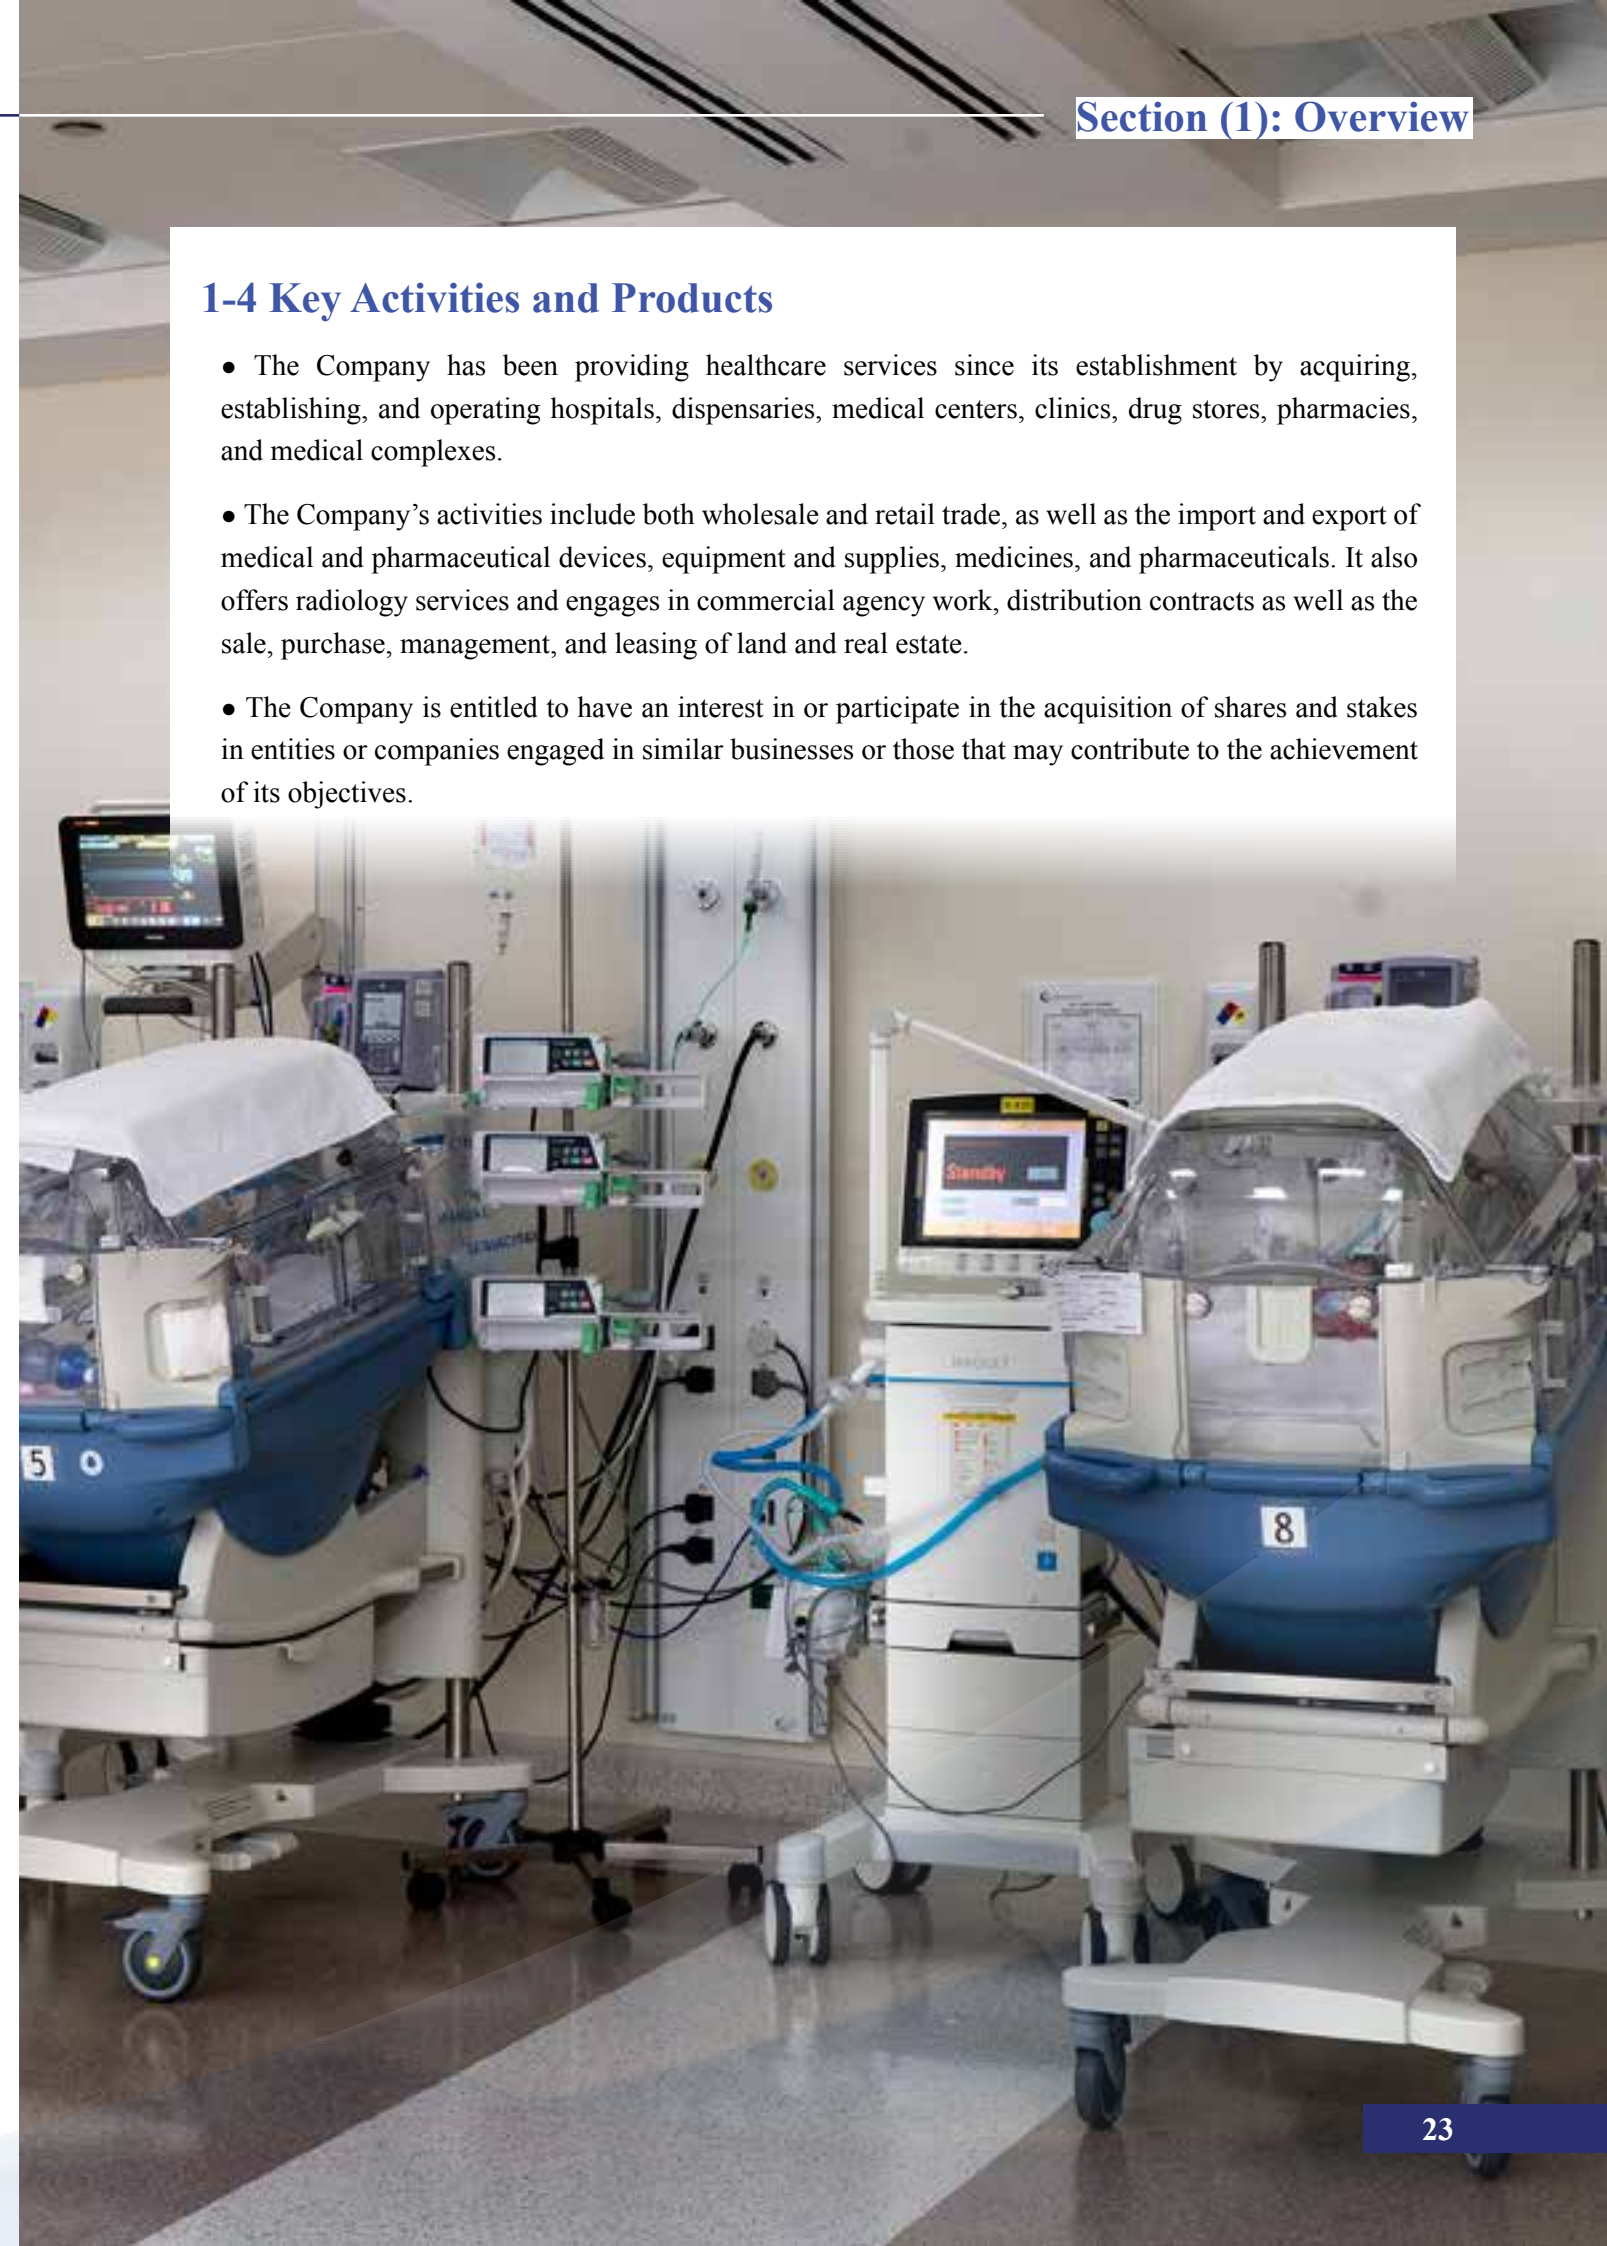 Section (1): Overview
1-4 Key Activities and Products
● The Company has been providing healthcare services since its establishment by acquiring,
establishing, and operating hospitals, dispensaries, medical centers, clinics, drug stores, pharmacies,
and medical complexes.
● The Company’s activities include both wholesale and retail trade, as well as the import and export of
medical and pharmaceutical devices, equipment and supplies, medicines, and pharmaceuticals. It also
offers radiology services and engages in commercial agency work, distribution contracts as well as the
sale, purchase, management, and leasing of land and real estate.
● The Company is entitled to have an interest in or participate in the acquisition of shares and stakes
in entities or companies engaged in similar businesses or those that may contribute to the achievement
of its objectives.
Standby
5
8
23